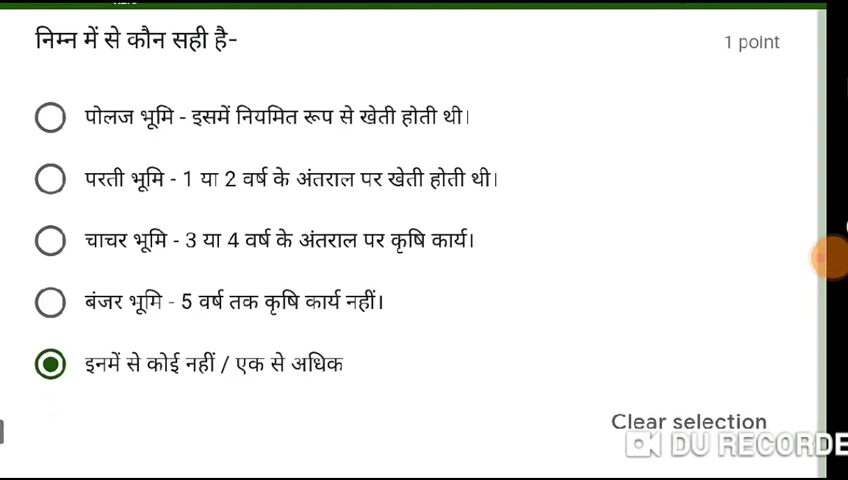 निम्न में से कौन सही है-
1 point
पोलज भूमि - इसमें नियमित रूप से खेती होती थी।
परती भूमि - 1 या 2 वर्ष के अंतराल पर खेती होती थी।
चाचर भूमि - 3 या 4 वर्ष के अंतराल पर कृषि कार्य।
बंजर भूमि - 5 वर्ष तक कृषि कार्य नहीं।
इनमें से कोई नहीं / एक से अधिक
Clear selection
DU RECORDE